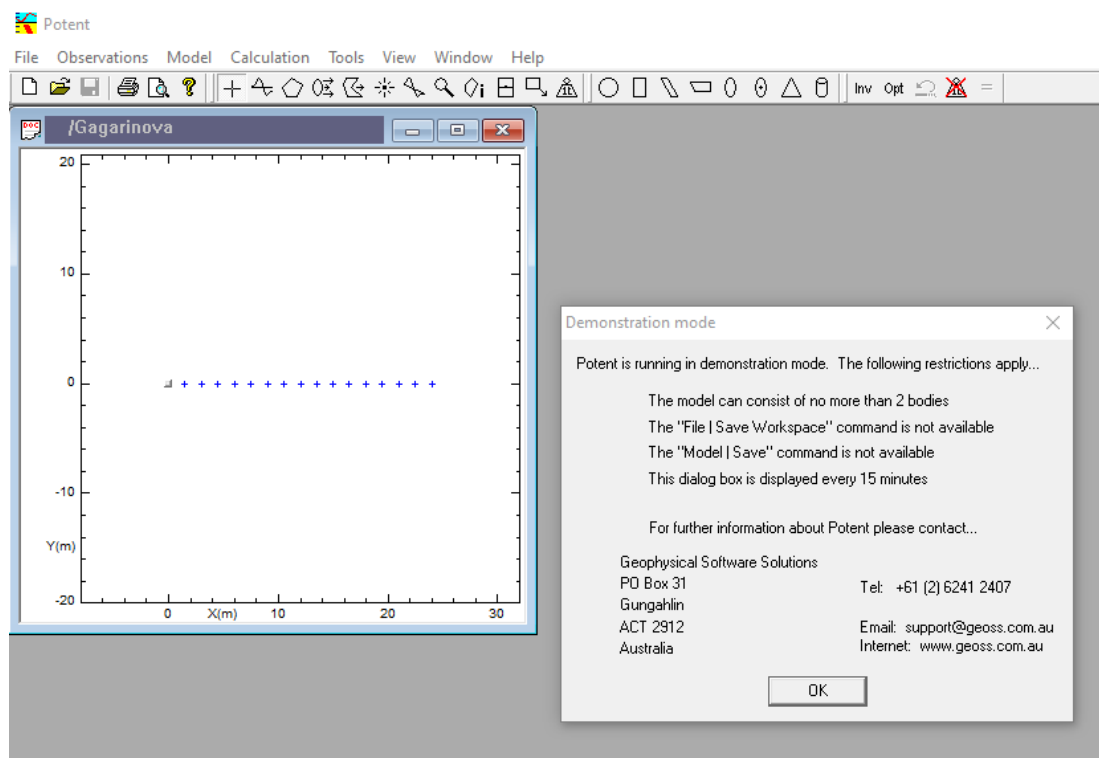 Potent
File Observations Model Calculation Tools View Window Help
Inv Opt
/Gagarinova
20
10
0
-10
Y(m)
-20
0 X(m) 10 20 30
Demonstration mode
Potent is running in demonstration mode. The following restrictions apply...
The model can consist of no more than 2 bodies
The "File | Save Workspace" command is not available
The "Model | Save" command is not available
This dialog box is displayed every 15 minutes
For further information about Potent please contact...
Geophysical Software Solutions
PO Box 31
Gungahlin
ACT 2912
Australia
Tel: +61 (2) 6241 2407
Email: support@geoss.com.au
Internet: www.geoss.com.au
OK